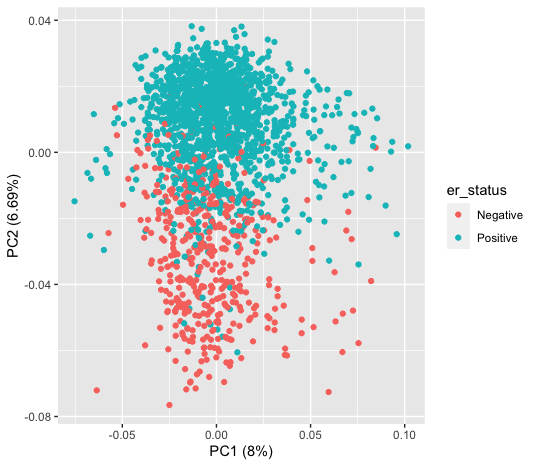 0.04
0.00
-0.04
-0.08
PC2 (6.69%)
-0.05
0.00
0.05
0.10
PC1 (8%)
er_status
Negative
Positive